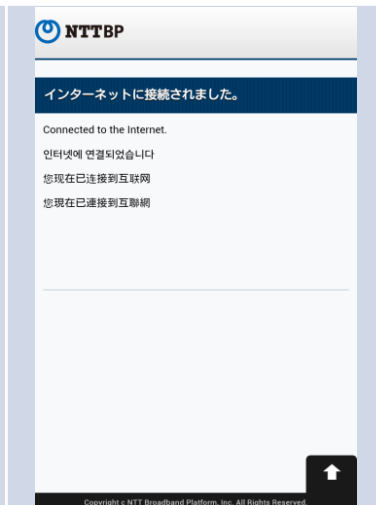 NTTBP
インターネットに接続されました。
Connected to the Internet.
인터넷에 연결되었습니다
您现在已连接到互联网
您現在已連接到互聯網
Copyright c NTT Broadband Platform, Inc. All Rights Reserved.